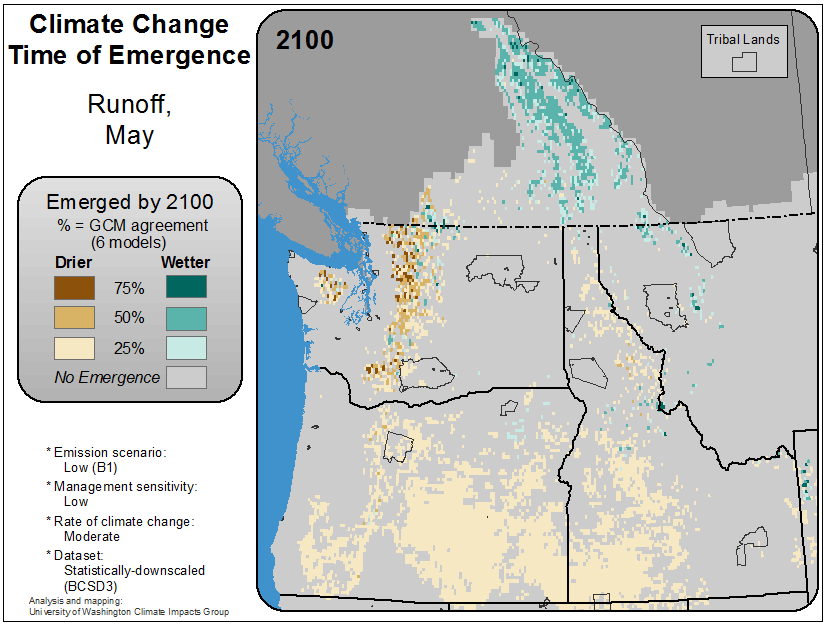 Climate Change
Time of Emergence
Runoff,
May
Emerged by 2100
% = GCM agreement
(6 models)
Drier Wetter
75%
50%
25%
No Emergence
* Emission scenario:
Low (B1)
* Management sensitivity:
Low
* Rate of climate change:
Moderate
* Dataset:
Statistically-downscaled
(BCSD3)
Analysis and mapping:
University of Washington Climate Impacts Group
2100
Tribal Lands